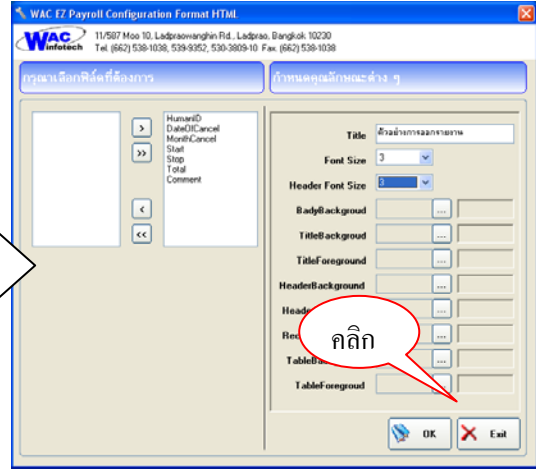 WAC EZ Payroll Configuration Format HTML
WAC infotech
11/587 Moo 10, Ladpraowanghin Rd., Ladprao, Bangkok 10230
Tel. (662) 538-1038, 539-9352, 530-3809-10 Fax. (662) 538-1038
กรุณาเลือกฟิล์ดที่ต้องการ
กำหนดคุณลักษณะต่าง ๆ
>
>>
<
<<
HumanID
DateOfCancel
MonthCancel
Start
Stop
Total
Comment
Title ตัวอย่างการออกรายงาน
Font Size 3
Header Font Size 3
BadyBackgroud ...
TitleBackgroud ...
TitleForeground ...
HeaderBackground ...
Heade ...
Rec ...
TableBa ...
TableForegroud ...
คลิก
OK
Exit